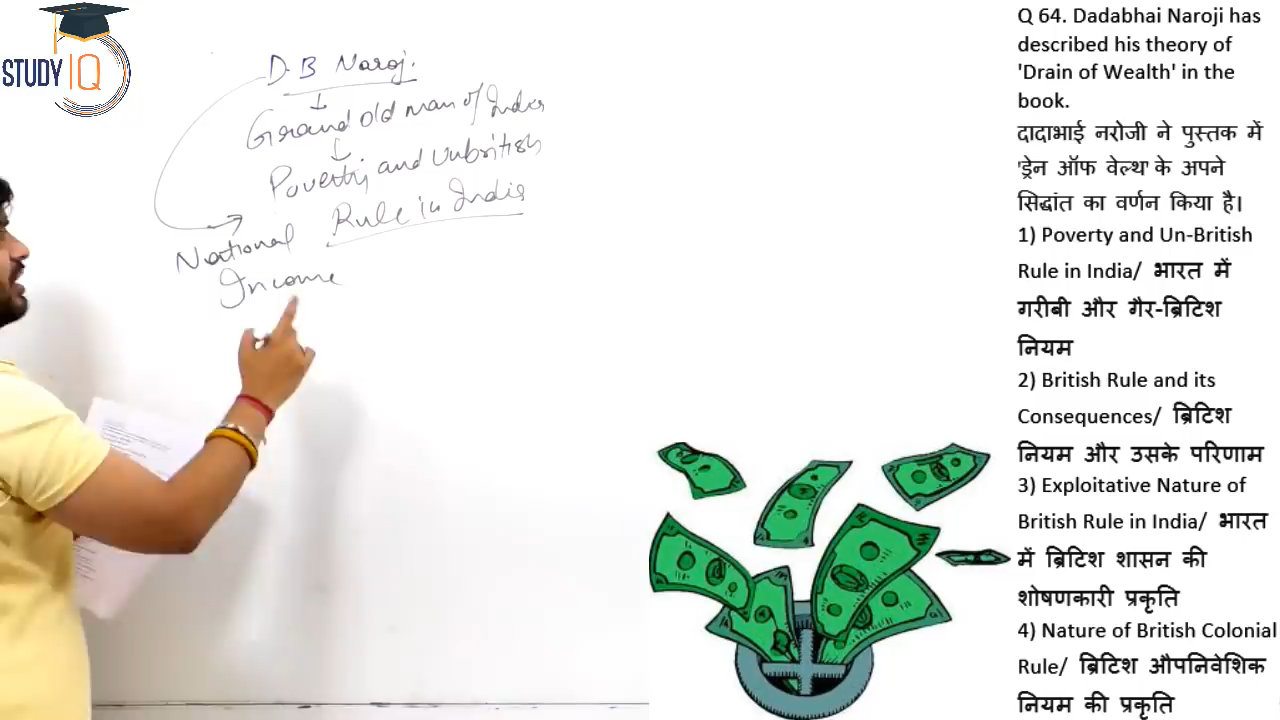 STUDY IQ
D.B Naroj.
Grand old man of India
Poverty and Unbritish
Rule in India
National
Income
Q 64. Dadabhai Naroji has
described his theory of
'Drain of Wealth' in the
book.
दादाभाई नरोजी ने पुस्तक में
'ड्रेन ऑफ वेल्थ' के अपने
सिद्धांत का वर्णन किया है।
1) Poverty and Un-British
Rule in India/ भारत में
गरीबी और गैर-ब्रिटिश
नियम
2) British Rule and its
Consequences/ ब्रिटिश
नियम और उसके परिणाम
3) Exploitative Nature of
British Rule in India/ भारत
में ब्रिटिश शासन की
शोषणकारी प्रकृति
4) Nature of British Colonial
Rule/ ब्रिटिश औपनिवेशिक
नियम की प्रकृति